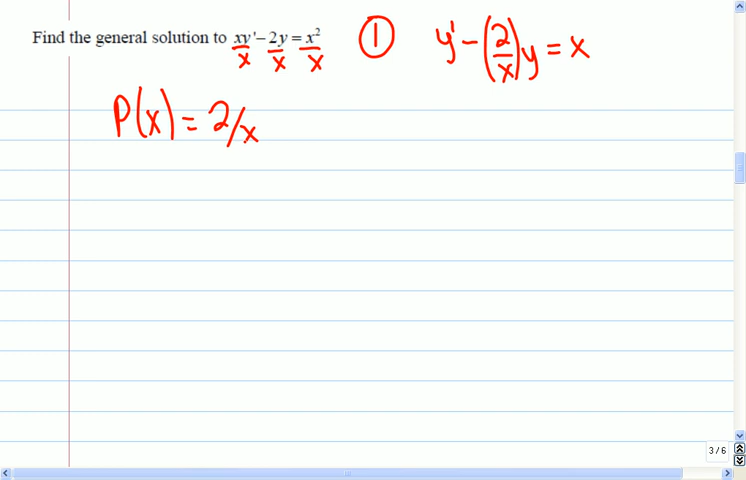 Find the general solution to xy' – 2y = x² ① y' – (2/x)y = x
x x x
P(x) = 2/x
3 / 6